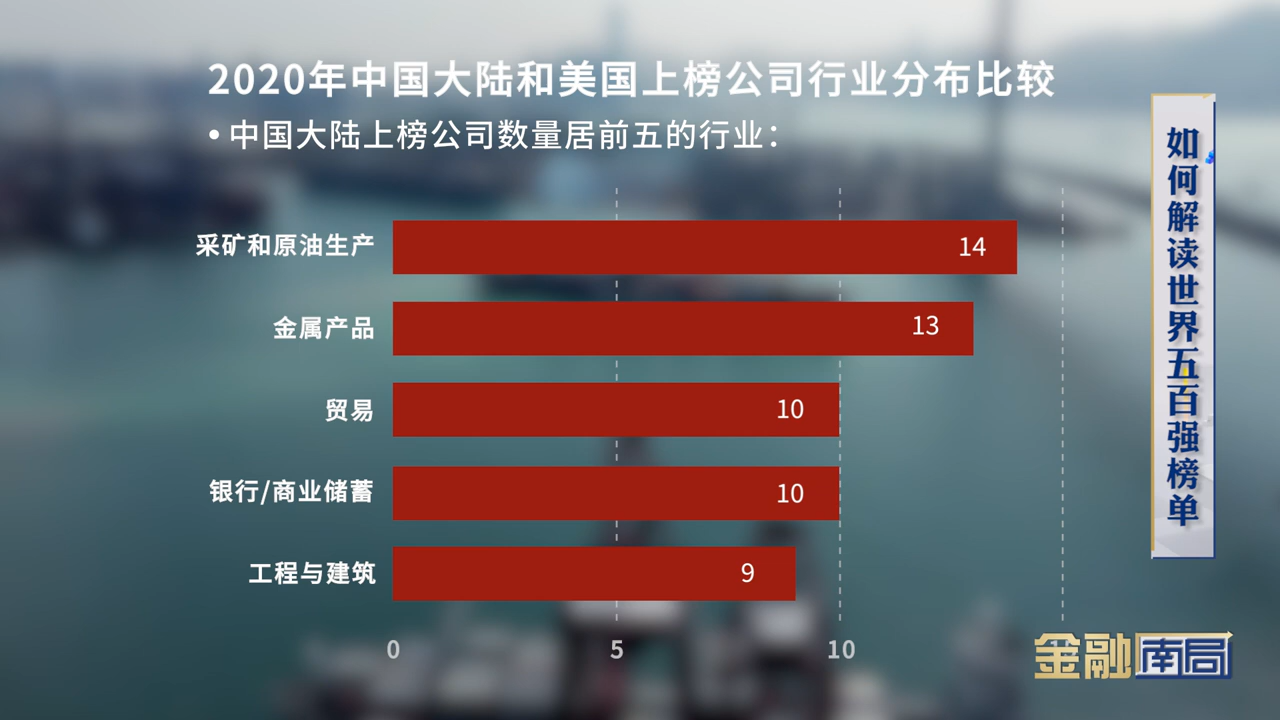 2020年中国大陆和美国上榜公司行业分布比较
•中国大陆上榜公司数量居前五的行业：
采矿和原油生产 14
金属产品 13
贸易 10
银行/商业储蓄 10
工程与建筑 9
0 5 10
如何解读世界五百强榜单
金融南局